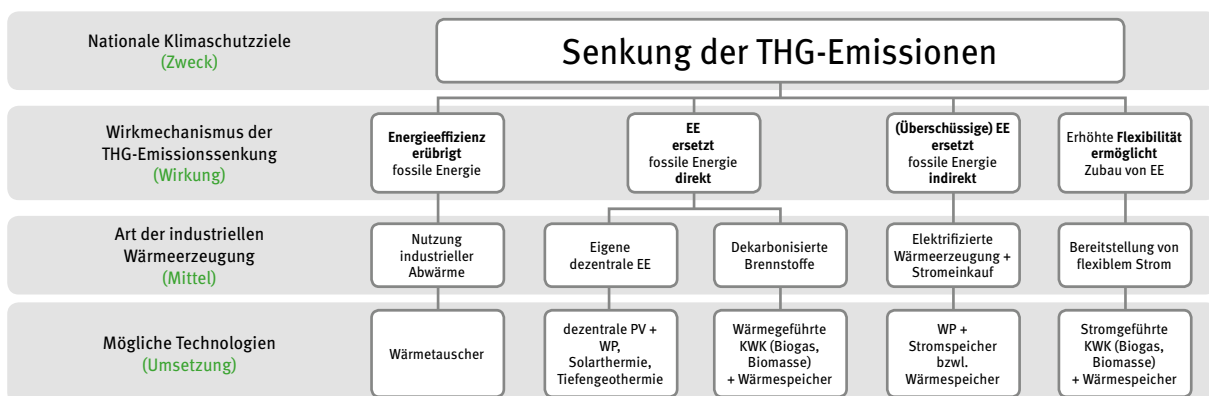 Nationale Klimaschutzziele
(Zweck)
Senkung der THG-Emissionen
Wirkmechanismus der
THG-Emissionssenkung
(Wirkung)
Energieeffizienz
erübrigt
fossile Energie
EE
ersetzt
fossile Energie
direkt
(Überschüssige) EE
ersetzt
fossile Energie
indirekt
Erhöhte Flexibilität
ermöglicht
Zubau von EE
Art der industriellen
Wärmeerzeugung
(Mittel)
Nutzung
industrieller
Abwärme
Eigene
dezentrale EE
Dekarbonisierte
Brennstoffe
Elektrifizierte
Wärmeerzeugung +
Stromeinkauf
Bereitstellung von
flexiblem Strom
Mögliche Technologien
(Umsetzung)
Wärmetauscher
dezentrale PV +
WP,
Solarthermie,
Tiefengeothermie
Wärmegeführte
KWK (Biogas,
Biomasse)
+ Wärmespeicher
WP +
Stromspeicher
bzwl.
Wärmespeicher
Stromgeführte
KWK (Biogas,
Biomasse)
+ Wärmespeicher